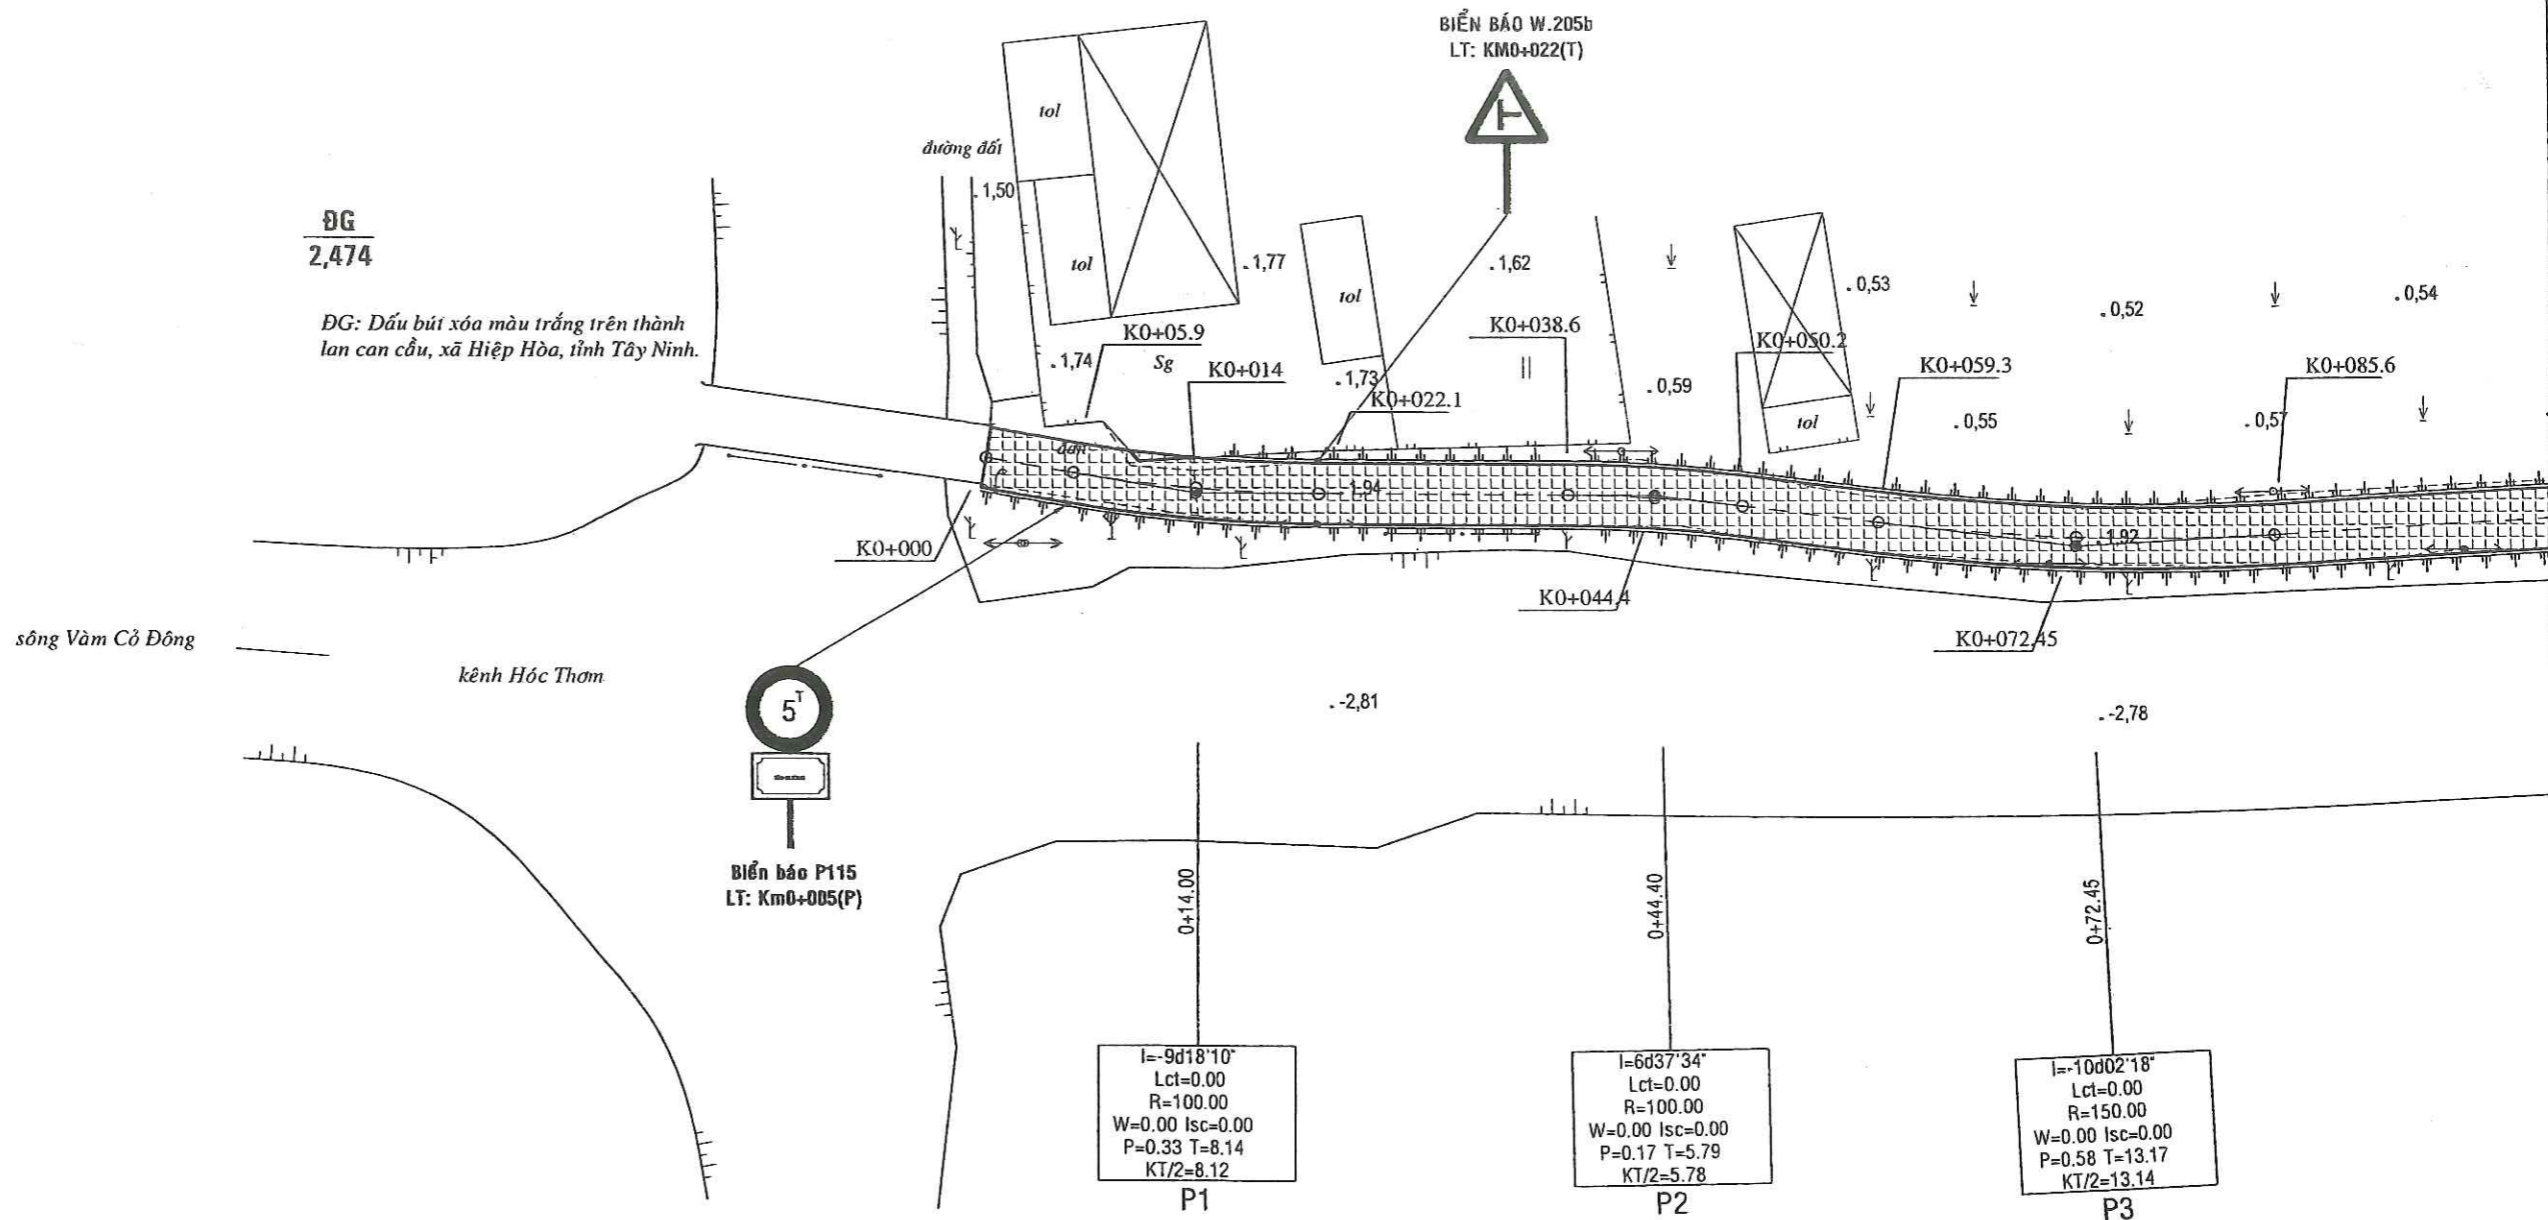 BIỂN BÁO W.205b
LT: KM0+022(T)
tol
đường đất
1,50
ĐG
2,474
tol
1,77
tol
1,62
0,53
0,52
0,54
ĐG: Dấu bút xóa màu trắng trên thành
lan can cầu, xã Hiệp Hòa, tỉnh Tây Ninh.
K0+05.9
Sg
1,74
K0+014
1,73
K0+022.1
K0+038.6
0,59
K0+050.2
K0+059.3
K0+085.6
tol
0,55
0,57
đan
1,94
1,92
K0+000
K0+044.4
K0+072.45
sông Vàm Cỏ Đông
kênh Hóc Thơm
5T
-2,81
-2,78
Biển báo P115
LT: Km0+005(P)
0+14.00
0+44.40
0+72.45
I=-9d18'10"
Lct=0.00
R=100.00
W=0.00 Isc=0.00
P=0.33 T=8.14
KT/2=8.12
P1
I=6d37'34"
Lct=0.00
R=100.00
W=0.00 Isc=0.00
P=0.17 T=5.79
KT/2=5.78
P2
I=-10d02'18"
Lct=0.00
R=150.00
W=0.00 Isc=0.00
P=0.58 T=13.17
KT/2=13.14
P3